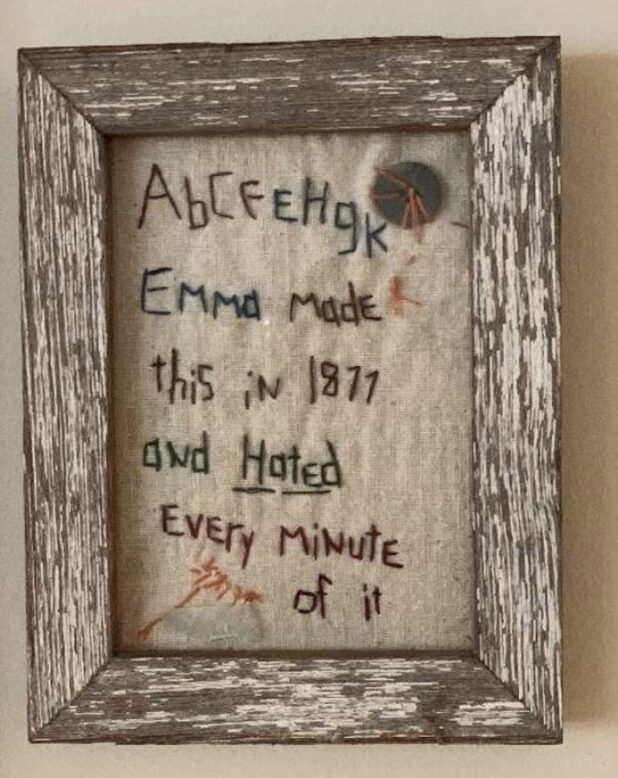 AbCFEHgK
EMMa madE
this iN 1877
aNd Hated
EvEry MiNutE
of it